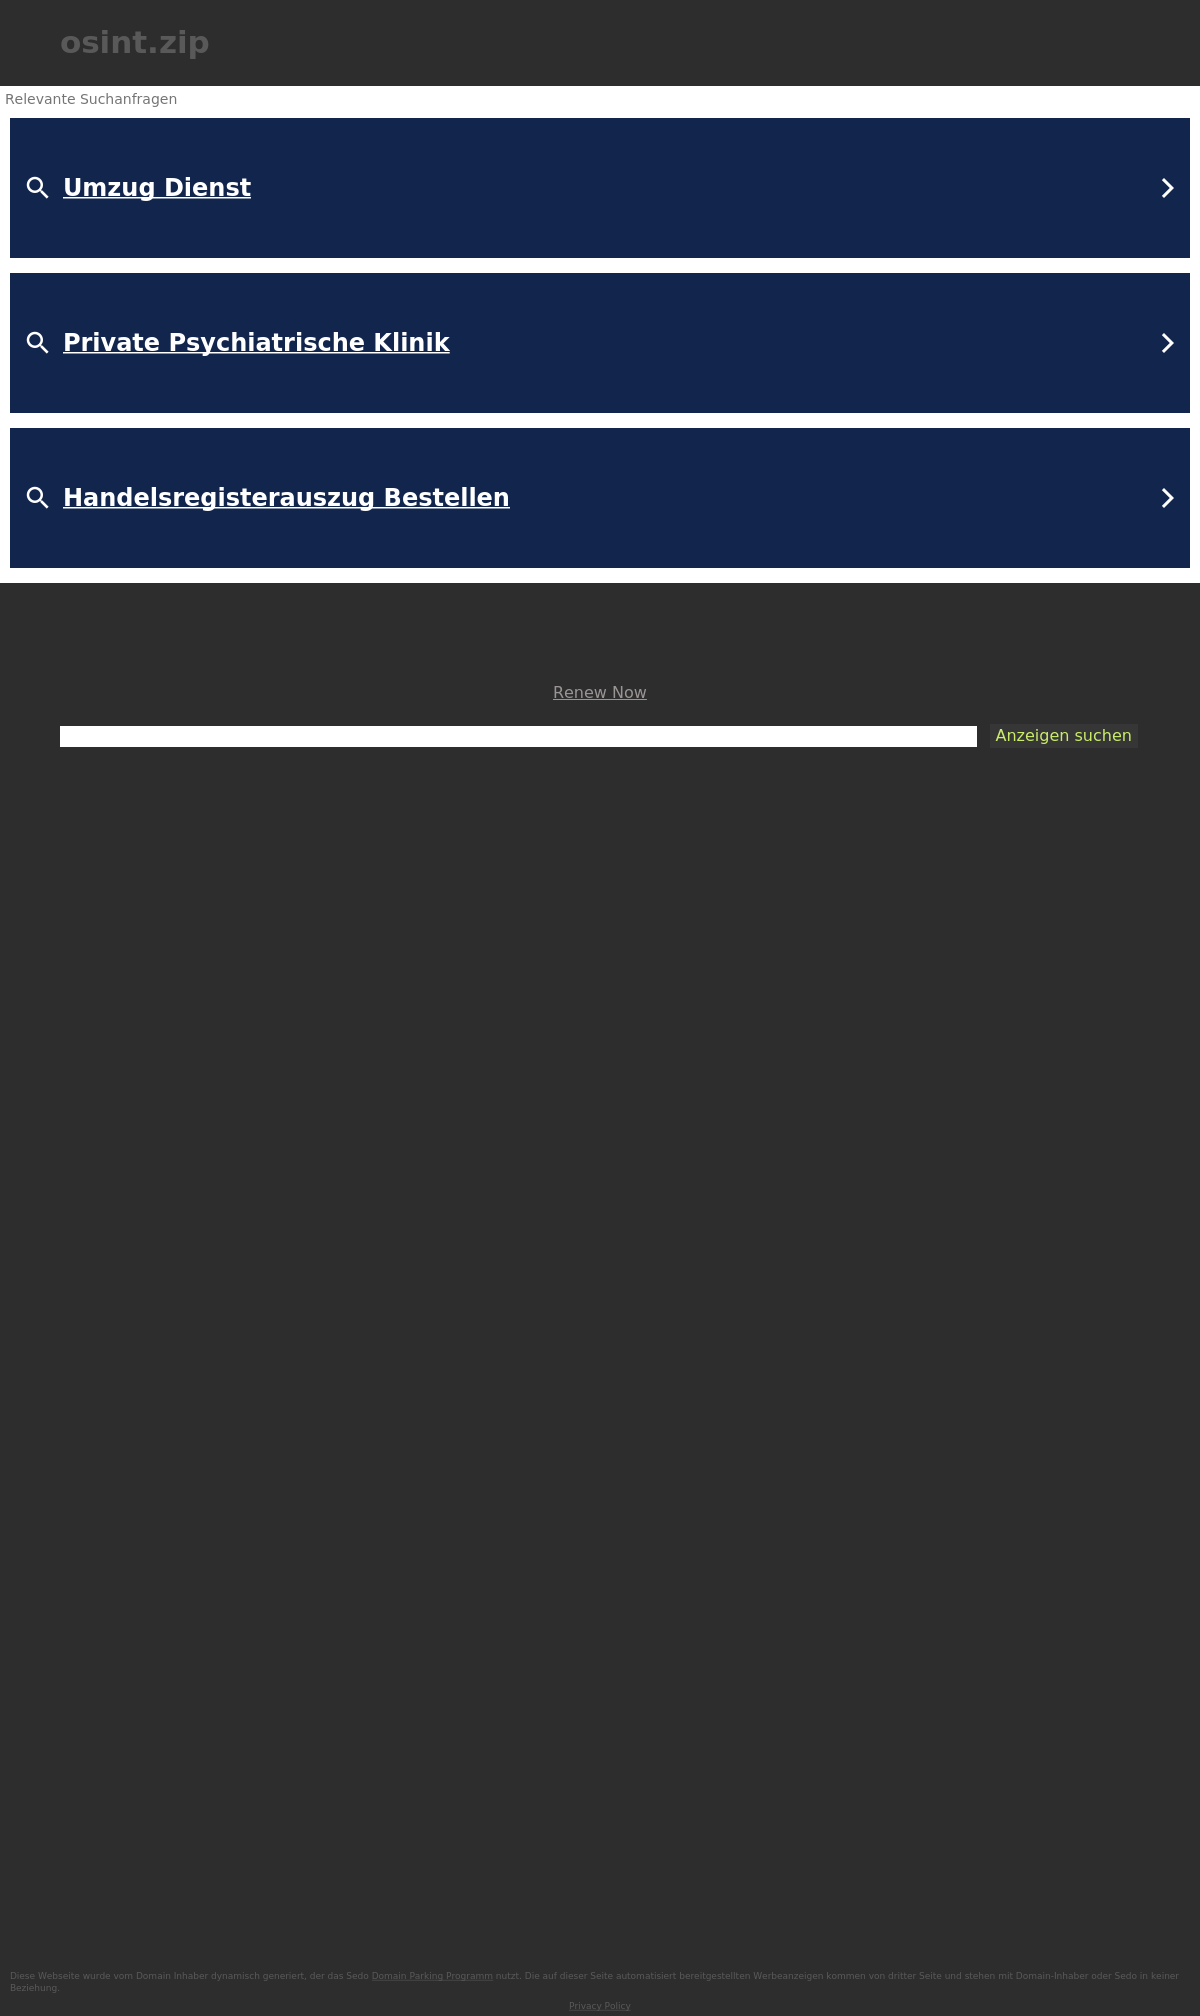 osint.zip
Relevante Suchanfragen
Umzug Dienst
Private Psychiatrische Klinik
Handelsregisterauszug Bestellen
Renew Now
Anzeigen suchen
Diese Webseite wurde vom Domain Inhaber dynamisch generiert, der das Sedo Domain Parking Programm nutzt. Die auf dieser Seite automatisiert bereitgestellten Werbeanzeigen kommen von dritter Seite und stehen mit Domain-Inhaber oder Sedo in keiner
Beziehung.
Privacy Policy